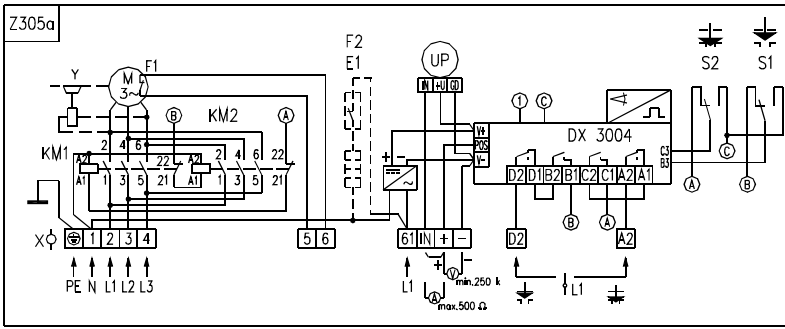 Z305a
Y
M
3~
F1
F2
E1
UP
IN +U GD
S2 S1
B KM2 A
1 C
V+
POS
V-
DX 3004
C3
B3
KM1
2 4 6
A2
A1
1 3 5
22
21
A2
A1
2 4 6
1 3 5
22
21
+ -
D2 D1 B2 B1 C2 C1 A2 A1
C
A B
B A
X
1 2 3 4
5 6
61 IN + -
D2 A2
PE N L1 L2 L3
L1
+ -
V
min.250 k
A
max.500 Ω
L1